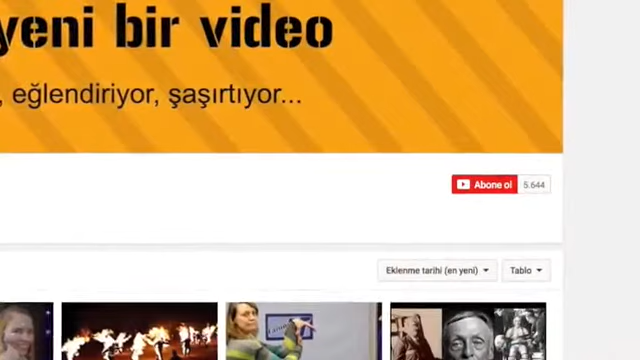 yeni bir video
, eğlendiriyor, şaşırtıyor...
Abone ol 5.644
Eklenme tarihi (en yeni) Tablo